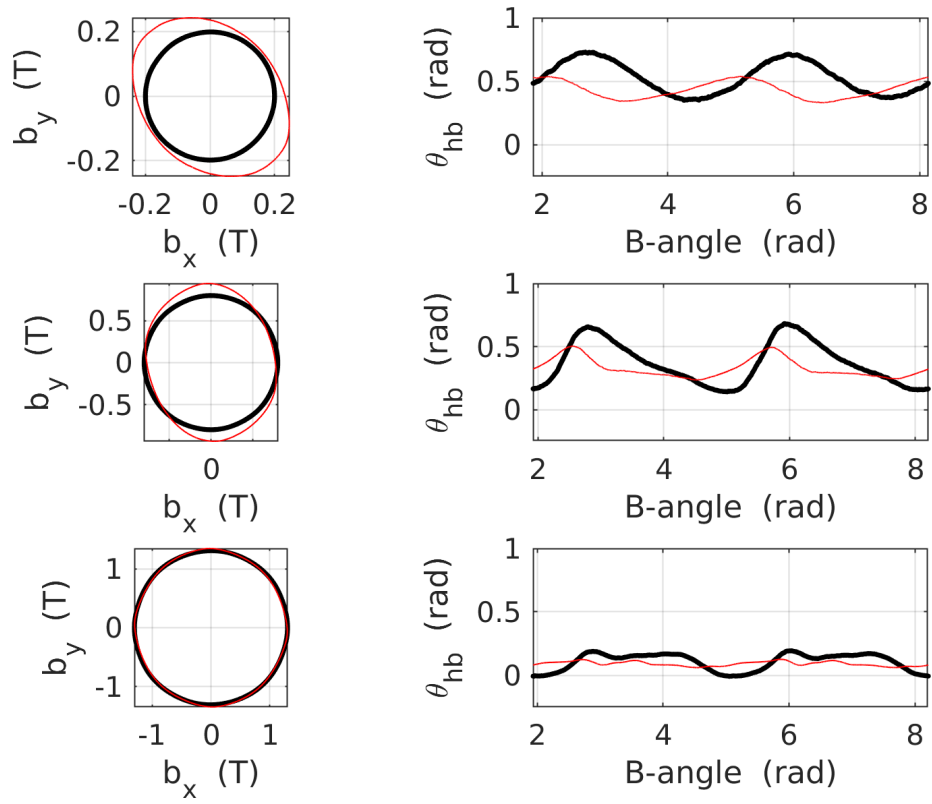 b_y (T)
0.2
0
-0.2
-0.2 0 0.2
b_x (T)
θ_hb (rad)
1
0.5
0
2 4 6 8
B-angle (rad)
b_y (T)
0.5
0
-0.5
0
b_x (T)
θ_hb (rad)
1
0.5
0
2 4 6 8
B-angle (rad)
b_y (T)
1
0
-1
-1 0 1
b_x (T)
θ_hb (rad)
1
0.5
0
2 4 6 8
B-angle (rad)